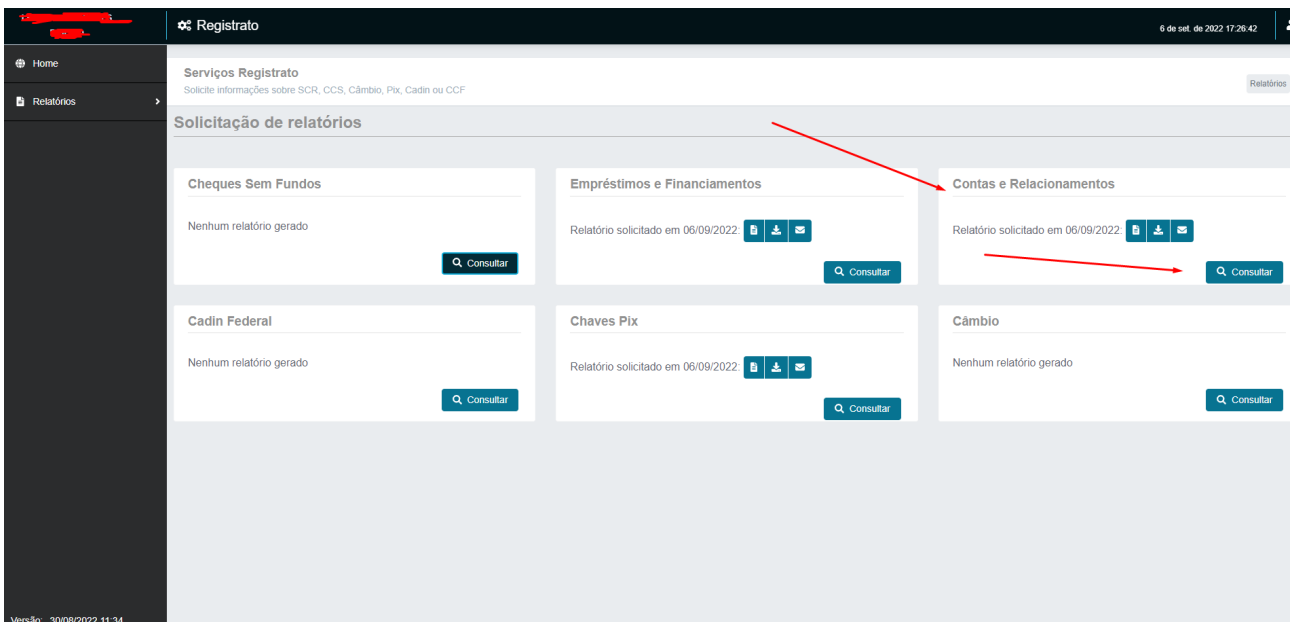 Registrato
6 de set. de 2022 17:26:42
Home
Relatórios
Serviços Registrato
Solicite informações sobre SCR, CCS, Câmbio, Pix, Cadin ou CCF
Relatórios
Solicitação de relatórios
Cheques Sem Fundos
Nenhum relatório gerado
Consultar
Empréstimos e Financiamentos
Relatório solicitado em 06/09/2022:
Consultar
Contas e Relacionamentos
Relatório solicitado em 06/09/2022:
Consultar
Cadin Federal
Nenhum relatório gerado
Consultar
Chaves Pix
Relatório solicitado em 06/09/2022:
Consultar
Câmbio
Nenhum relatório gerado
Consultar
Versão: 30/08/2022 11:34